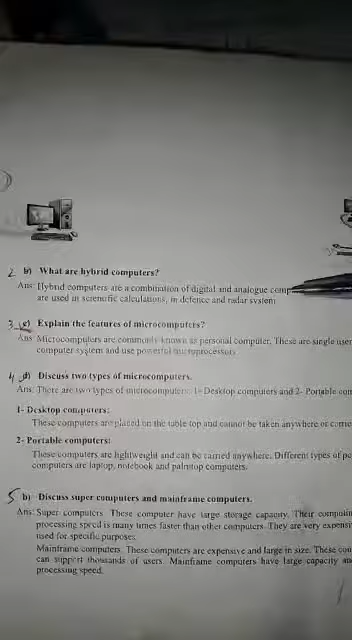 2 b) What are hybrid computers?
Ans: Hybrid computers are a combination of digital and analogue comp
are used in scientific calculations, in defence and radar system
3 c) Explain the features of microcomputers?
Ans: Microcomputers are commonly known as personal computer. These are single user
computer system and use powerful microprocessors
4 d) Discuss two types of microcomputers.
Ans: There are two types of microcomputers: 1- Desktop computers and 2- Portable com
1- Desktop computers:
These computers are placed on the table top and cannot be taken anywhere or carrie
2- Portable computers:
These computers are lightweight and can be carried anywhere. Different types of po
computers are laptop, notebook and palmtop computers.
5 b) Discuss super computers and mainframe computers.
Ans: Super computers: These computer have large storage capacity. Their computin
processing speed is many times faster than other computers. They are very expensi
used for specific purposes.
Mainframe computers: These computers are expensive and large in size. These com
can support thousands of users. Mainframe computers have large capacity an
processing speed.